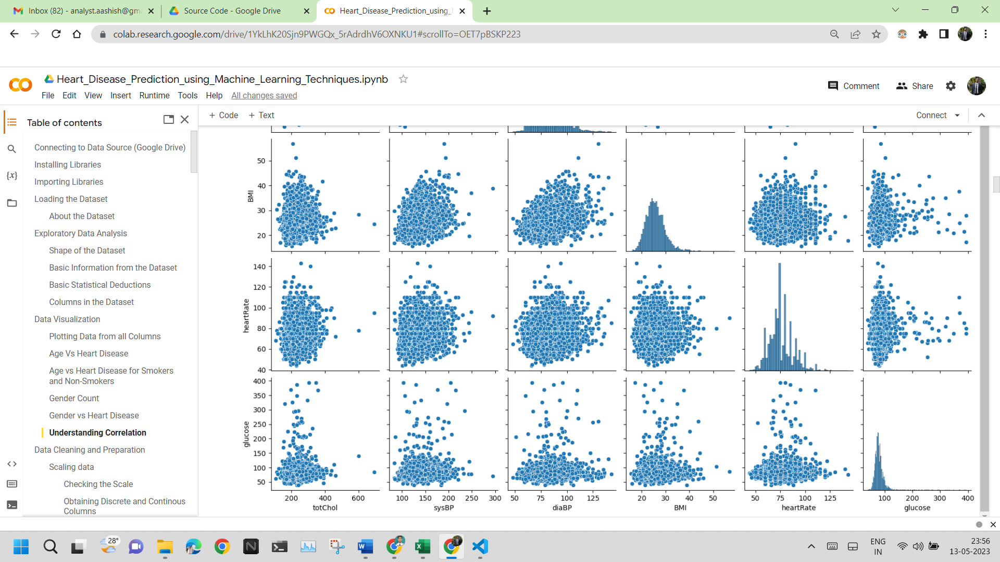 Inbox (82) - analyst.aashish@gma
Source Code - Google Drive
Heart_Disease_Prediction_using_M
colab.research.google.com/drive/1YkLhK20Sjn9PWGQx_5rAdrdhV6OXNKU1#scrollTo=OET7pBSKP223
Heart_Disease_Prediction_using_Machine_Learning_Techniques.ipynb
File Edit View Insert Runtime Tools Help All changes saved
Comment Share
+ Code + Text
Connect
Table of contents
Connecting to Data Source (Google Drive)
Installing Libraries
Importing Libraries
Loading the Dataset
About the Dataset
Exploratory Data Analysis
Shape of the Dataset
Basic Information from the Dataset
Basic Statistical Deductions
Columns in the Dataset
Data Visualization
Plotting Data from all Columns
Age Vs Heart Disease
Age vs Heart Disease for Smokers
and Non-Smokers
Gender Count
Gender vs Heart Disease
Understanding Correlation
Data Cleaning and Preparation
Scaling data
Checking the Scale
Obtaining Discrete and Continous
Columns
{x}
BMI
50
40
30
20
heartRate
140
120
100
80
60
40
glucose
400
350
300
250
200
150
100
50
200 400 600
100 150 200 250 300
50 75 100 125
20 30 40 50
50 75 100 125
100 200 300 400
totChol sysBP diaBP BMI heartRate glucose
28°
ENG
IN
23:56
13-05-2023